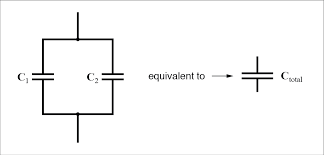 C1 C2 equivalent to Ctotal